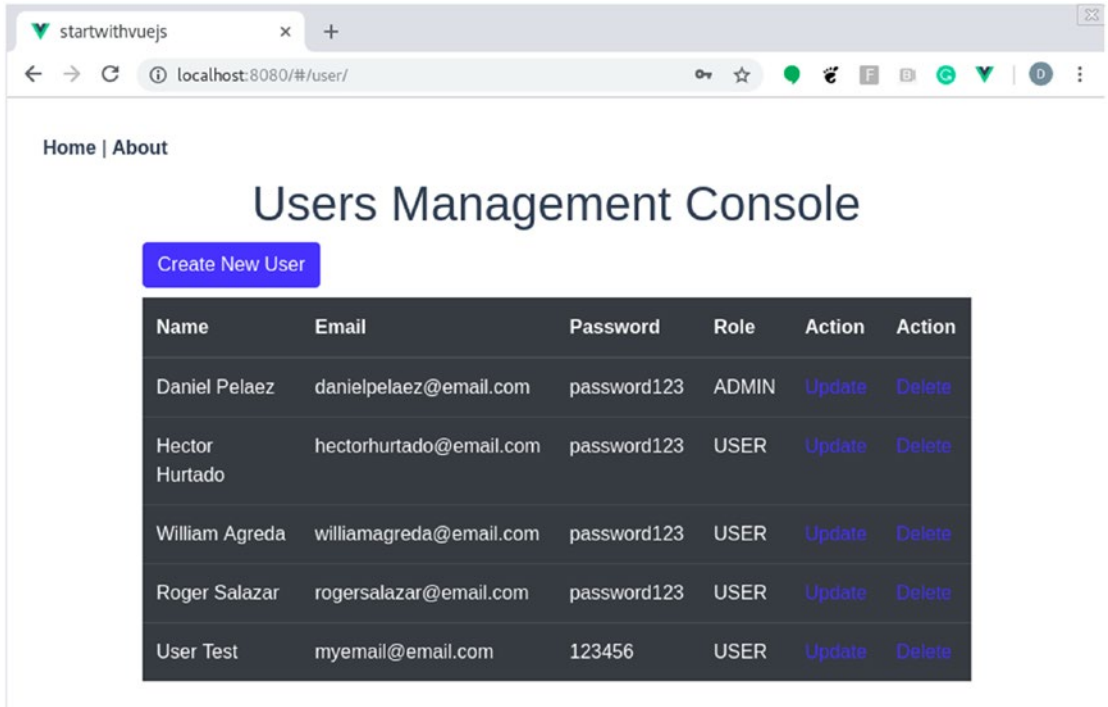 startwithvuejs
localhost:8080/#/user/
F B G D
Home | About
Users Management Console
Create New User
Name Email Password Role Action Action
Daniel Pelaez danielpelaez@email.com password123 ADMIN Update Delete
Hector hectorhurtado@email.com password123 USER Update Delete
Hurtado
William Agreda williamagreda@email.com password123 USER Update Delete
Roger Salazar rogersalazar@email.com password123 USER Update Delete
User Test myemail@email.com 123456 USER Update Delete